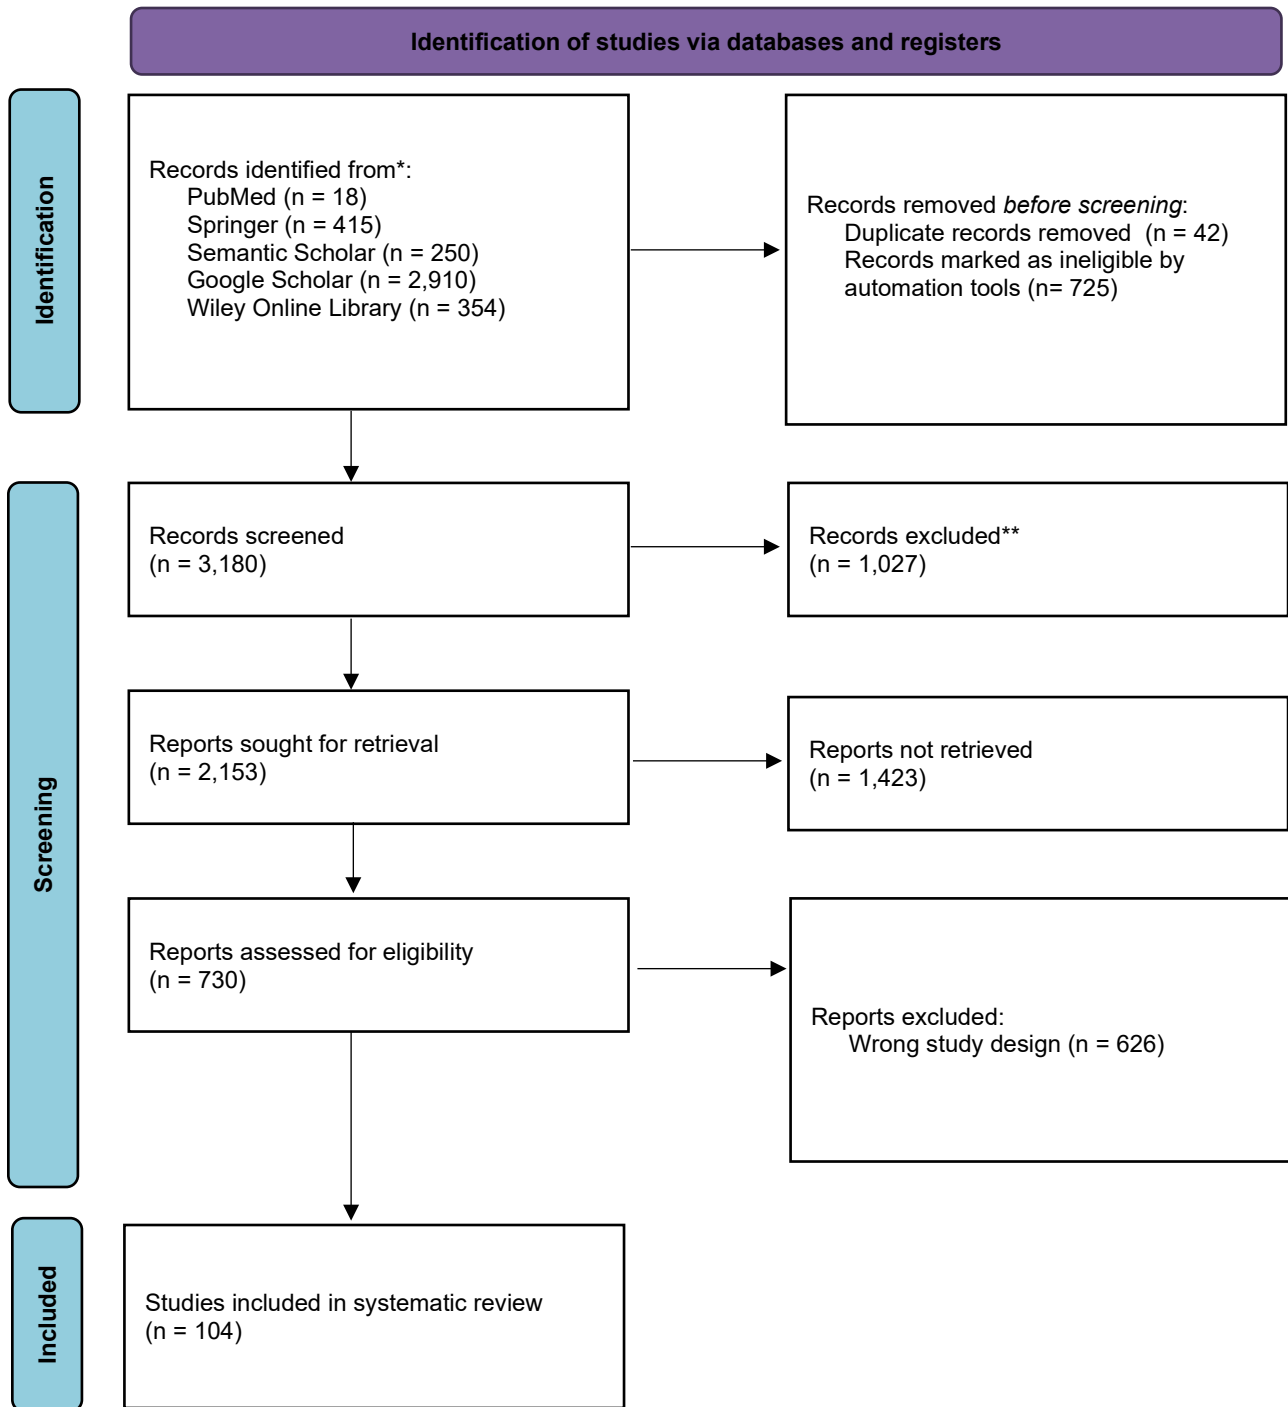 Identification of studies via databases and registers
Identification
Records identified from*:
PubMed (n = 18)
Springer (n = 415)
Semantic Scholar (n = 250)
Google Scholar (n = 2,910)
Wiley Online Library (n = 354)
Records removed before screening:
Duplicate records removed  (n = 42)
Records marked as ineligible by
automation tools (n= 725)
Screening
Records screened
(n = 3,180)
Records excluded**
(n = 1,027)
Reports sought for retrieval
(n = 2,153)
Reports not retrieved
(n = 1,423)
Reports assessed for eligibility
(n = 730)
Reports excluded:
Wrong study design (n = 626)
Included
Studies included in systematic review
(n = 104)